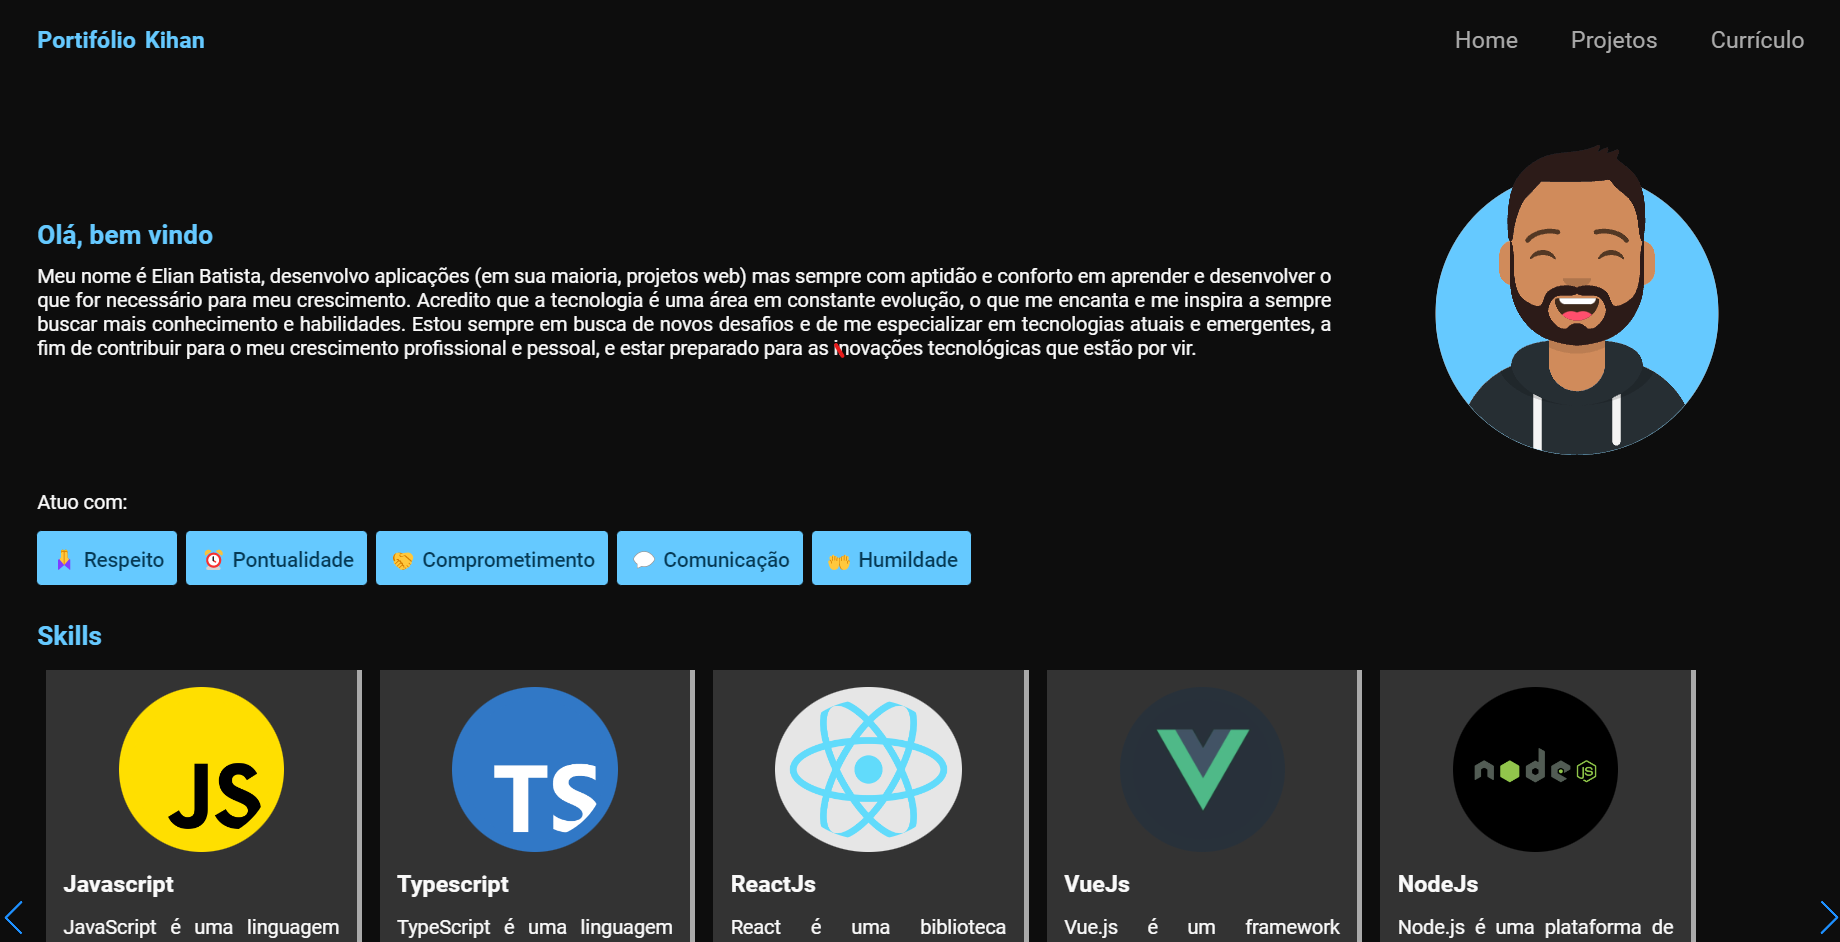 Portifólio Kihan
Home
Projetos
Currículo
Olá, bem vindo
Meu nome é Elian Batista, desenvolvo aplicações (em sua maioria, projetos web) mas sempre com aptidão e conforto em aprender e desenvolver o
que for necessário para meu crescimento. Acredito que a tecnologia é uma área em constante evolução, o que me encanta e me inspira a sempre
buscar mais conhecimento e habilidades. Estou sempre em busca de novos desafios e de me especializar em tecnologias atuais e emergentes, a
fim de contribuir para o meu crescimento profissional e pessoal, e estar preparado para as inovações tecnológicas que estão por vir.
Atuo com:
Respeito
Pontualidade
Comprometimento
Comunicação
Humildade
Skills
JS
TS
node JS
Javascript
Typescript
ReactJs
VueJs
NodeJs
JavaScript é uma linguagem
TypeScript é uma linguagem
React é uma biblioteca
Vue.js é um framework
Node.js é uma plataforma de